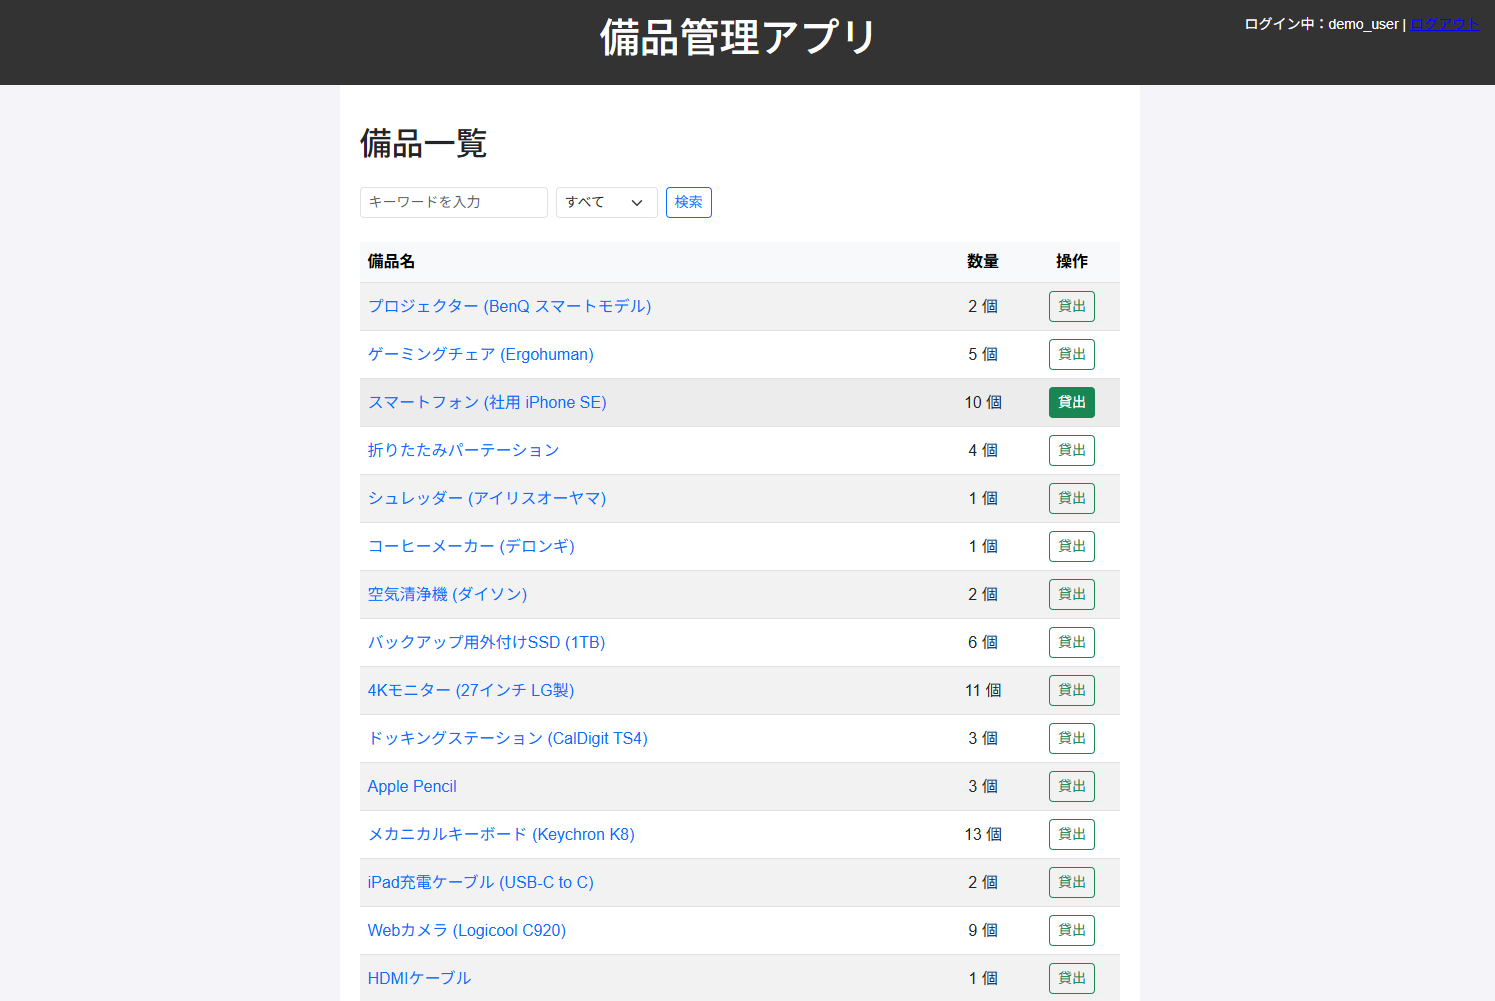 備品管理アプリ
ログイン中：demo_user | ログアウト
備品一覧
キーワードを入力 すべて 検索
備品名 数量 操作
プロジェクター (BenQ スマートモデル) 2 個 貸出
ゲーミングチェア (Ergohuman) 5 個 貸出
スマートフォン (社用 iPhone SE) 10 個 貸出
折りたたみパーテーション 4 個 貸出
シュレッダー (アイリスオーヤマ) 1 個 貸出
コーヒーメーカー (デロンギ) 1 個 貸出
空気清浄機 (ダイソン) 2 個 貸出
バックアップ用外付けSSD (1TB) 6 個 貸出
4Kモニター (27インチ LG製) 11 個 貸出
ドッキングステーション (CalDigit TS4) 3 個 貸出
Apple Pencil 3 個 貸出
メカニカルキーボード (Keychron K8) 13 個 貸出
iPad充電ケーブル (USB-C to C) 2 個 貸出
Webカメラ (Logicool C920) 9 個 貸出
HDMIケーブル 1 個 貸出